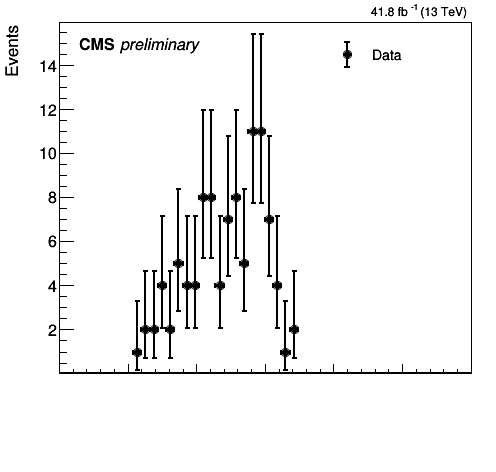 41.8 fb⁻¹ (13 TeV)
CMS preliminary
Data
Events
14
12
10
8
6
4
2